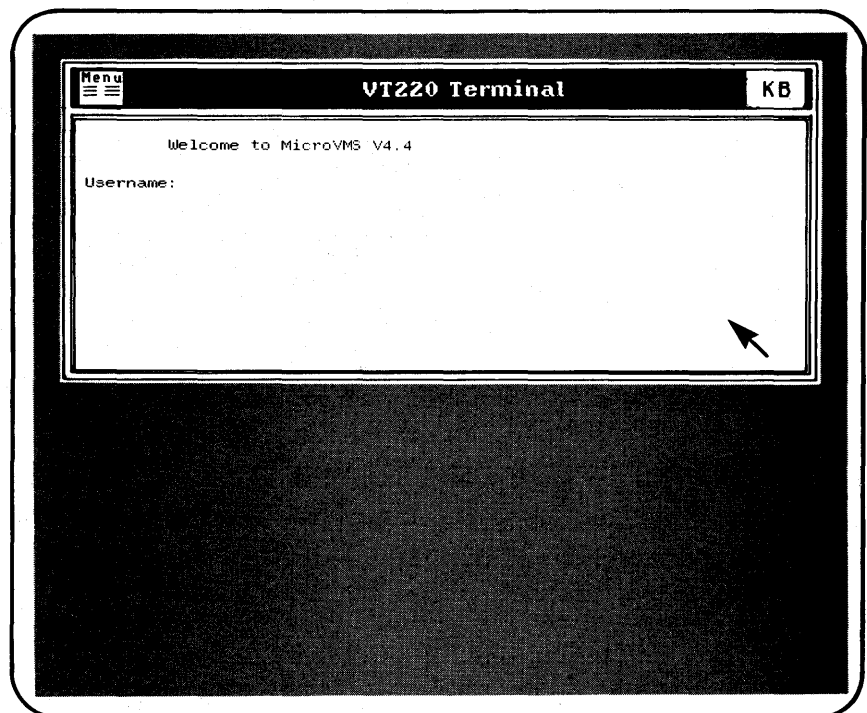 Menu
VT220 Terminal
KB
Welcome to MicroVMS V4.4
Username: